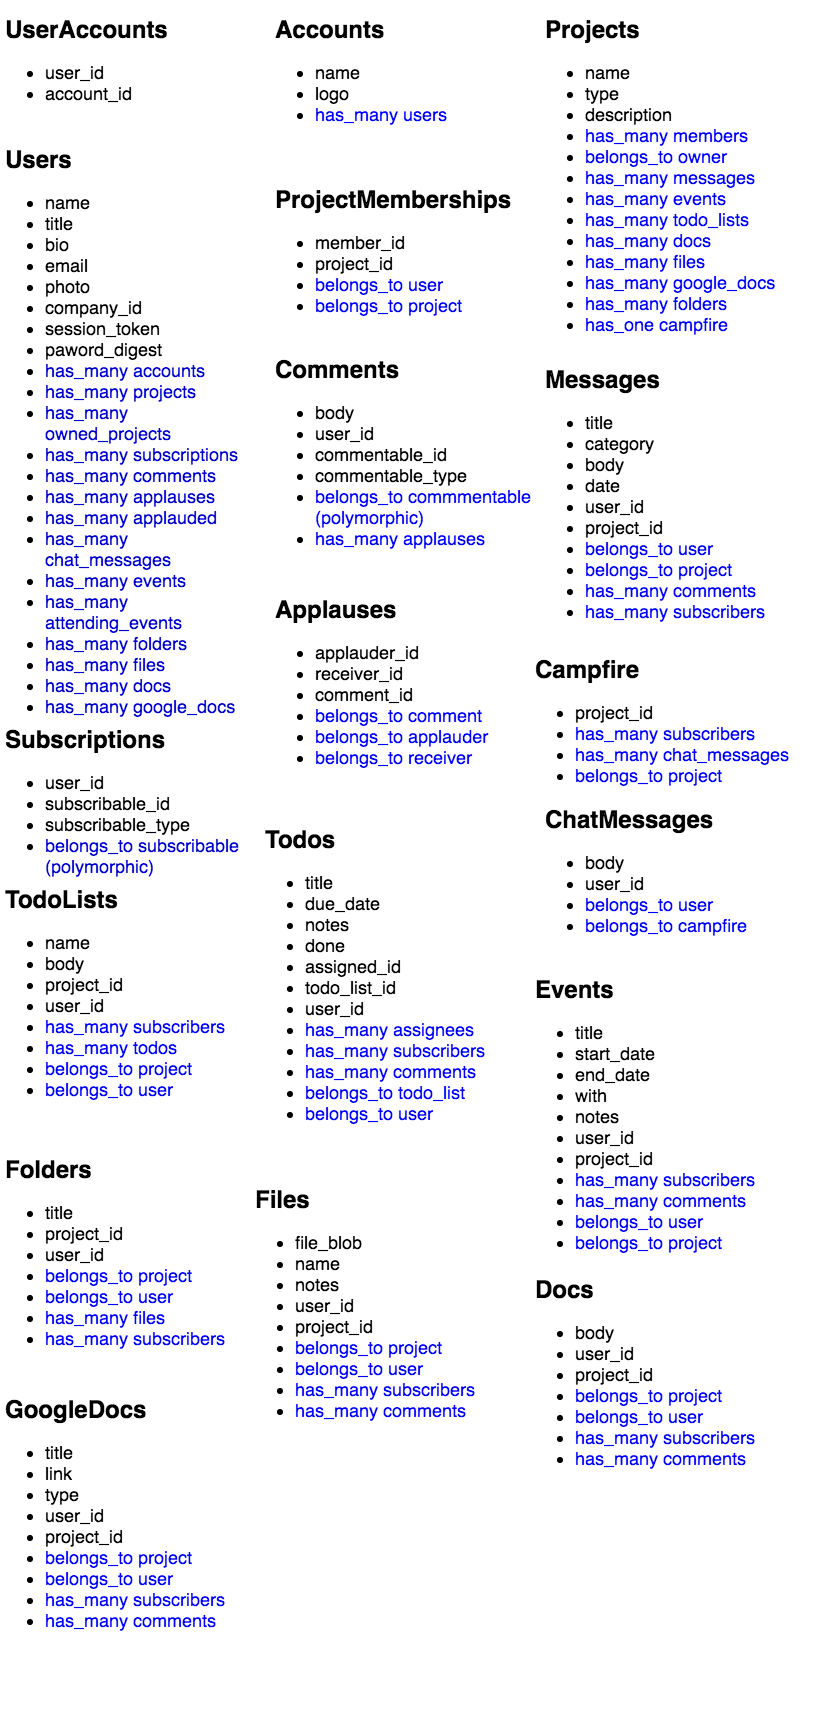 UserAccounts
user_id
account_id
Users
name
title
bio
email
photo
company_id
session_token
paword_digest
has_many accounts
has_many projects
has_many
owned_projects
has_many subscriptions
has_many comments
has_many applauses
has_many applauded
has_many
chat_messages
has_many events
has_many
attending_events
has_many folders
has_many files
has_many docs
has_many google_docs
Subscriptions
user_id
subscribable_id
subscribable_type
belongs_to subscribable
(polymorphic)
TodoLists
name
body
project_id
user_id
has_many subscribers
has_many todos
belongs_to project
belongs_to user
Folders
title
project_id
user_id
belongs_to project
belongs_to user
has_many files
has_many subscribers
GoogleDocs
title
link
type
user_id
project_id
belongs_to project
belongs_to user
has_many subscribers
has_many comments
Accounts
name
logo
has_many users
ProjectMemberships
member_id
project_id
belongs_to user
belongs_to project
Comments
body
user_id
commentable_id
commentable_type
belongs_to commmentable
(polymorphic)
has_many applauses
Applauses
applauder_id
receiver_id
comment_id
belongs_to comment
belongs_to applauder
belongs_to receiver
Todos
title
due_date
notes
done
assigned_id
todo_list_id
user_id
has_many assignees
has_many subscribers
has_many comments
belongs_to todo_list
belongs_to user
Files
file_blob
name
notes
user_id
project_id
belongs_to project
belongs_to user
has_many subscribers
has_many comments
Projects
name
type
description
has_many members
belongs_to owner
has_many messages
has_many events
has_many todo_lists
has_many docs
has_many files
has_many google_docs
has_many folders
has_one campfire
Messages
title
category
body
date
user_id
project_id
belongs_to user
belongs_to project
has_many comments
has_many subscribers
Campfire
project_id
has_many subscribers
has_many chat_messages
belongs_to project
ChatMessages
body
user_id
belongs_to user
belongs_to campfire
Events
title
start_date
end_date
with
notes
user_id
project_id
has_many subscribers
has_many comments
belongs_to user
belongs_to project
Docs
body
user_id
project_id
belongs_to project
belongs_to user
has_many subscribers
has_many comments